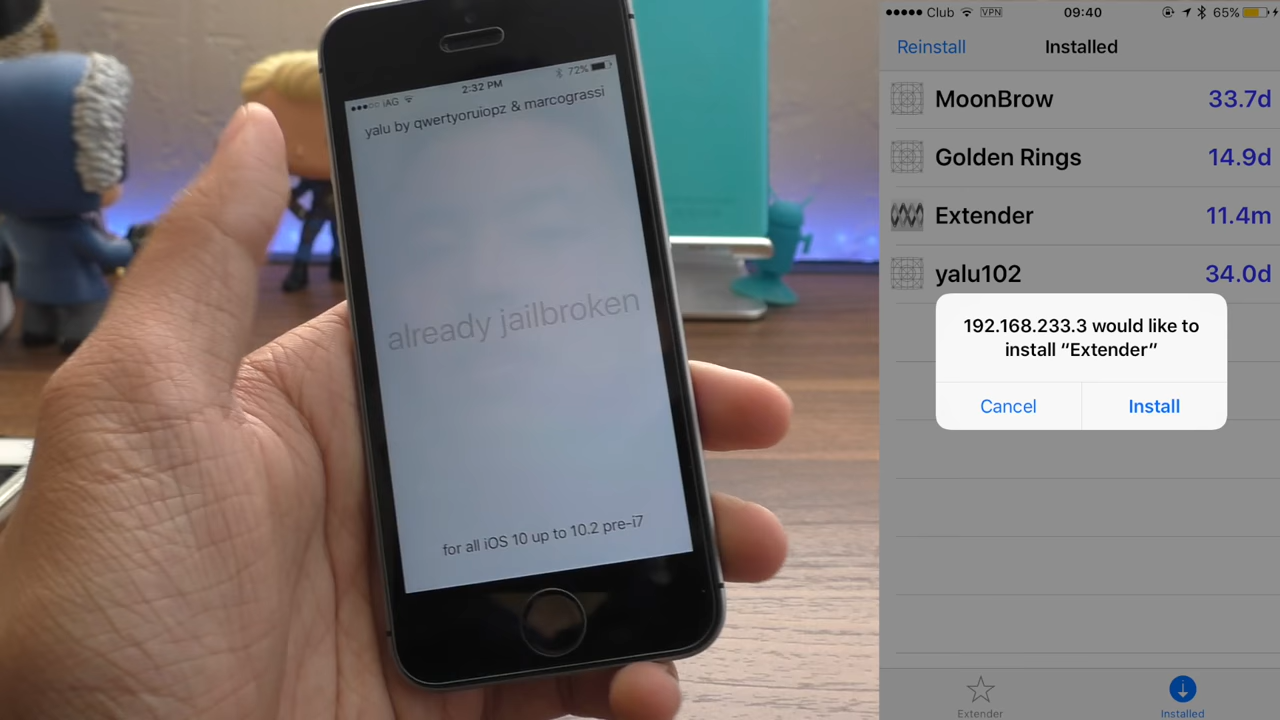 iAG 2:32 PM 72%
yalu by qwertyoruiopz & marcograssi
already jailbroken
for all iOS 10 up to 10.2 pre-i7
Club VPN 09:40 65%
Reinstall Installed
MoonBrow 33.7d
Golden Rings 14.9d
Extender 11.4m
yalu102 34.0d
192.168.233.3 would like to
install “Extender”
Cancel Install
Extender Installed